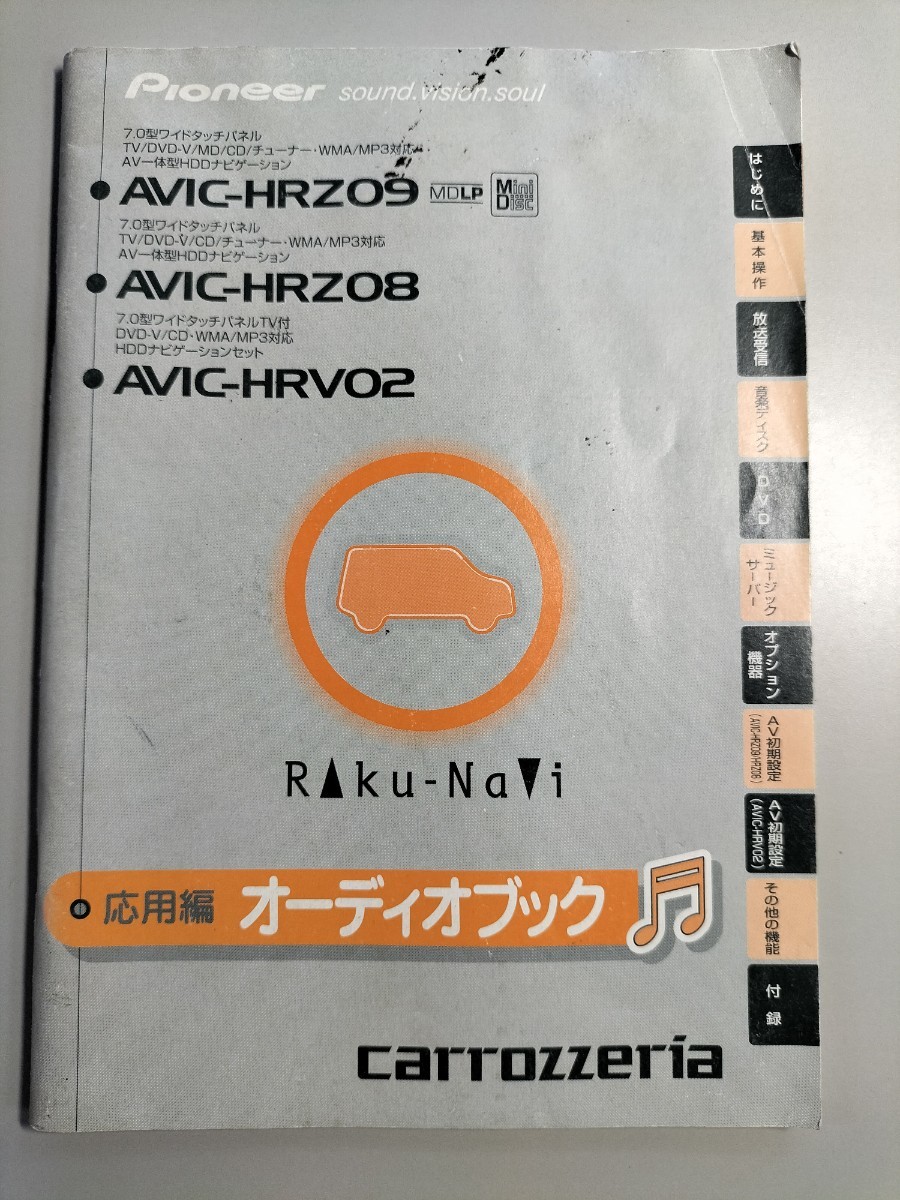 Pioneer sound.vision.soul
7.0型ワイドタッチパネル
TV/DVD-V/MD/CD/チューナー・WMA/MP3対応
AV一体型HDDナビゲーション
AVIC-HRZ09 MDLP Mini Disc
7.0型ワイドタッチパネル
TV/DVD-V/CD/チューナー・WMA/MP3対応
AV一体型HDDナビゲーション
AVIC-HRZ08
7.0型ワイドタッチパネルTV付
DVD-V/CD・WMA/MP3対応
HDDナビゲーションセット
AVIC-HRV02
Raku-Navi
応用編 オーディオブック
carrozzeria
はじめに
基本操作
放送受信
音楽ディスク
DVD
ミュージック
サーバー
オプション
機器
AV初期設定
(AVIC-HRZ09/HRZ08)
AV初期設定
(AVIC-HRV02)
その他の機能
付録